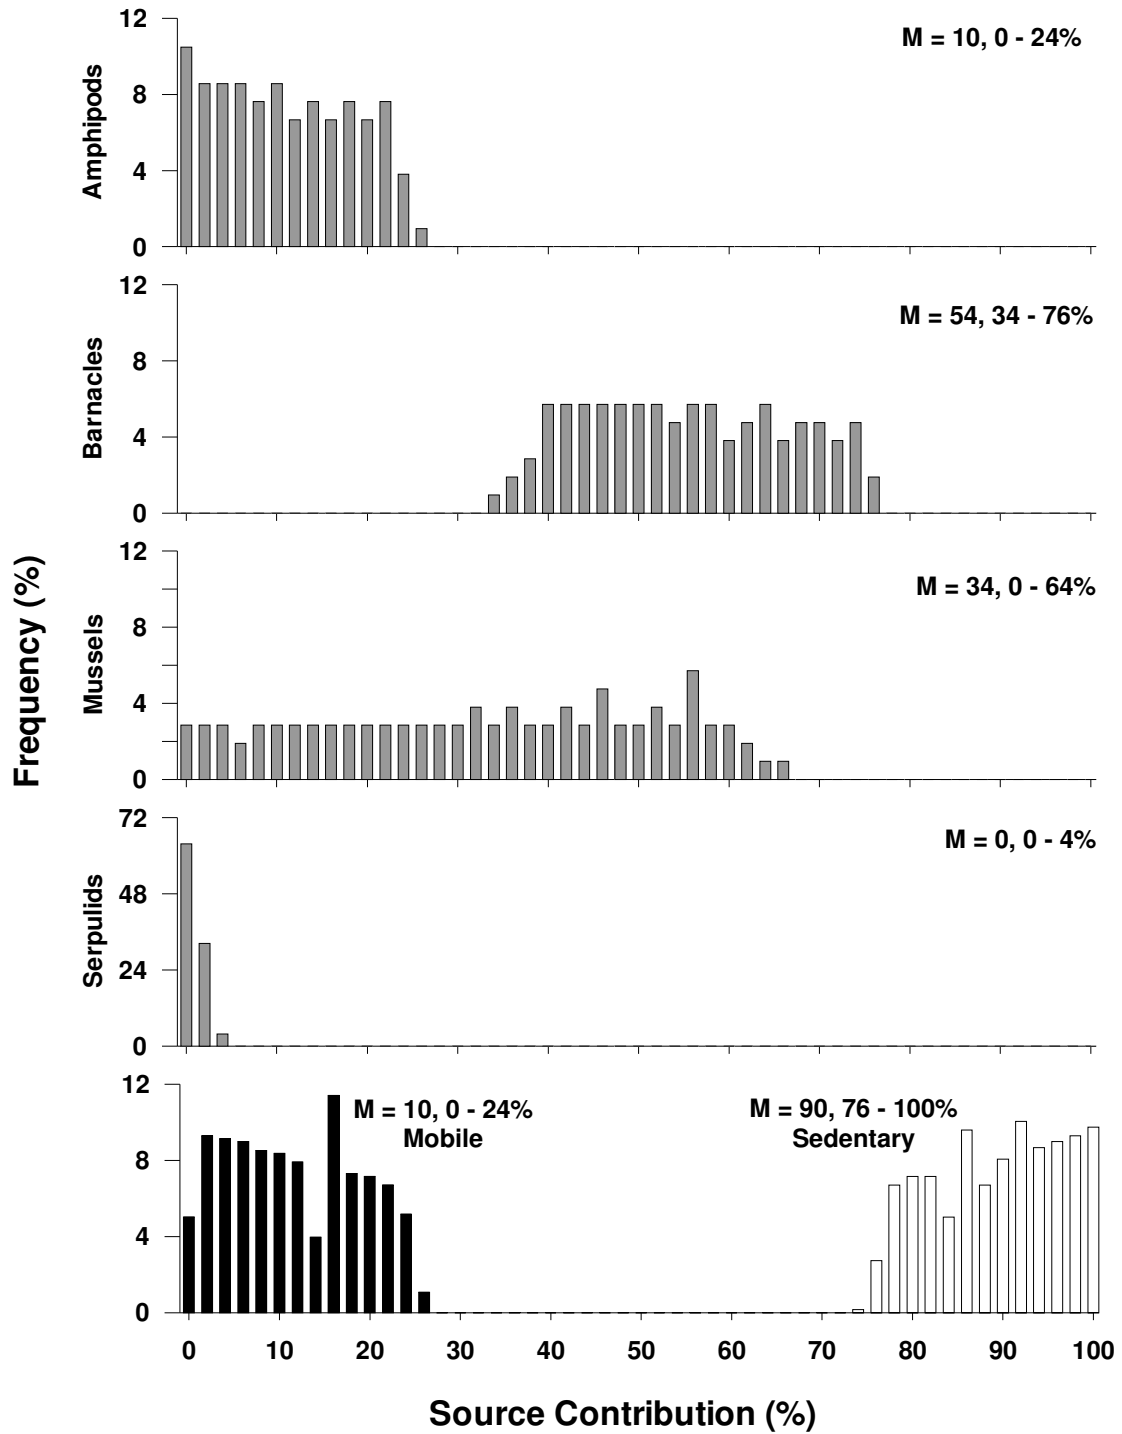 12
8
4
0
Amphipods
M = 10, 0 - 24%
12
8
4
0
Barnacles
M = 54, 34 - 76%
12
8
4
0
Mussels
M = 34, 0 - 64%
72
48
24
0
Serpulids
M = 0, 0 - 4%
12
8
4
0
M = 10, 0 - 24%
Mobile
M = 90, 76 - 100%
Sedentary
0 10 20 30 40 50 60 70 80 90 100
Frequency (%)
Source Contribution (%)